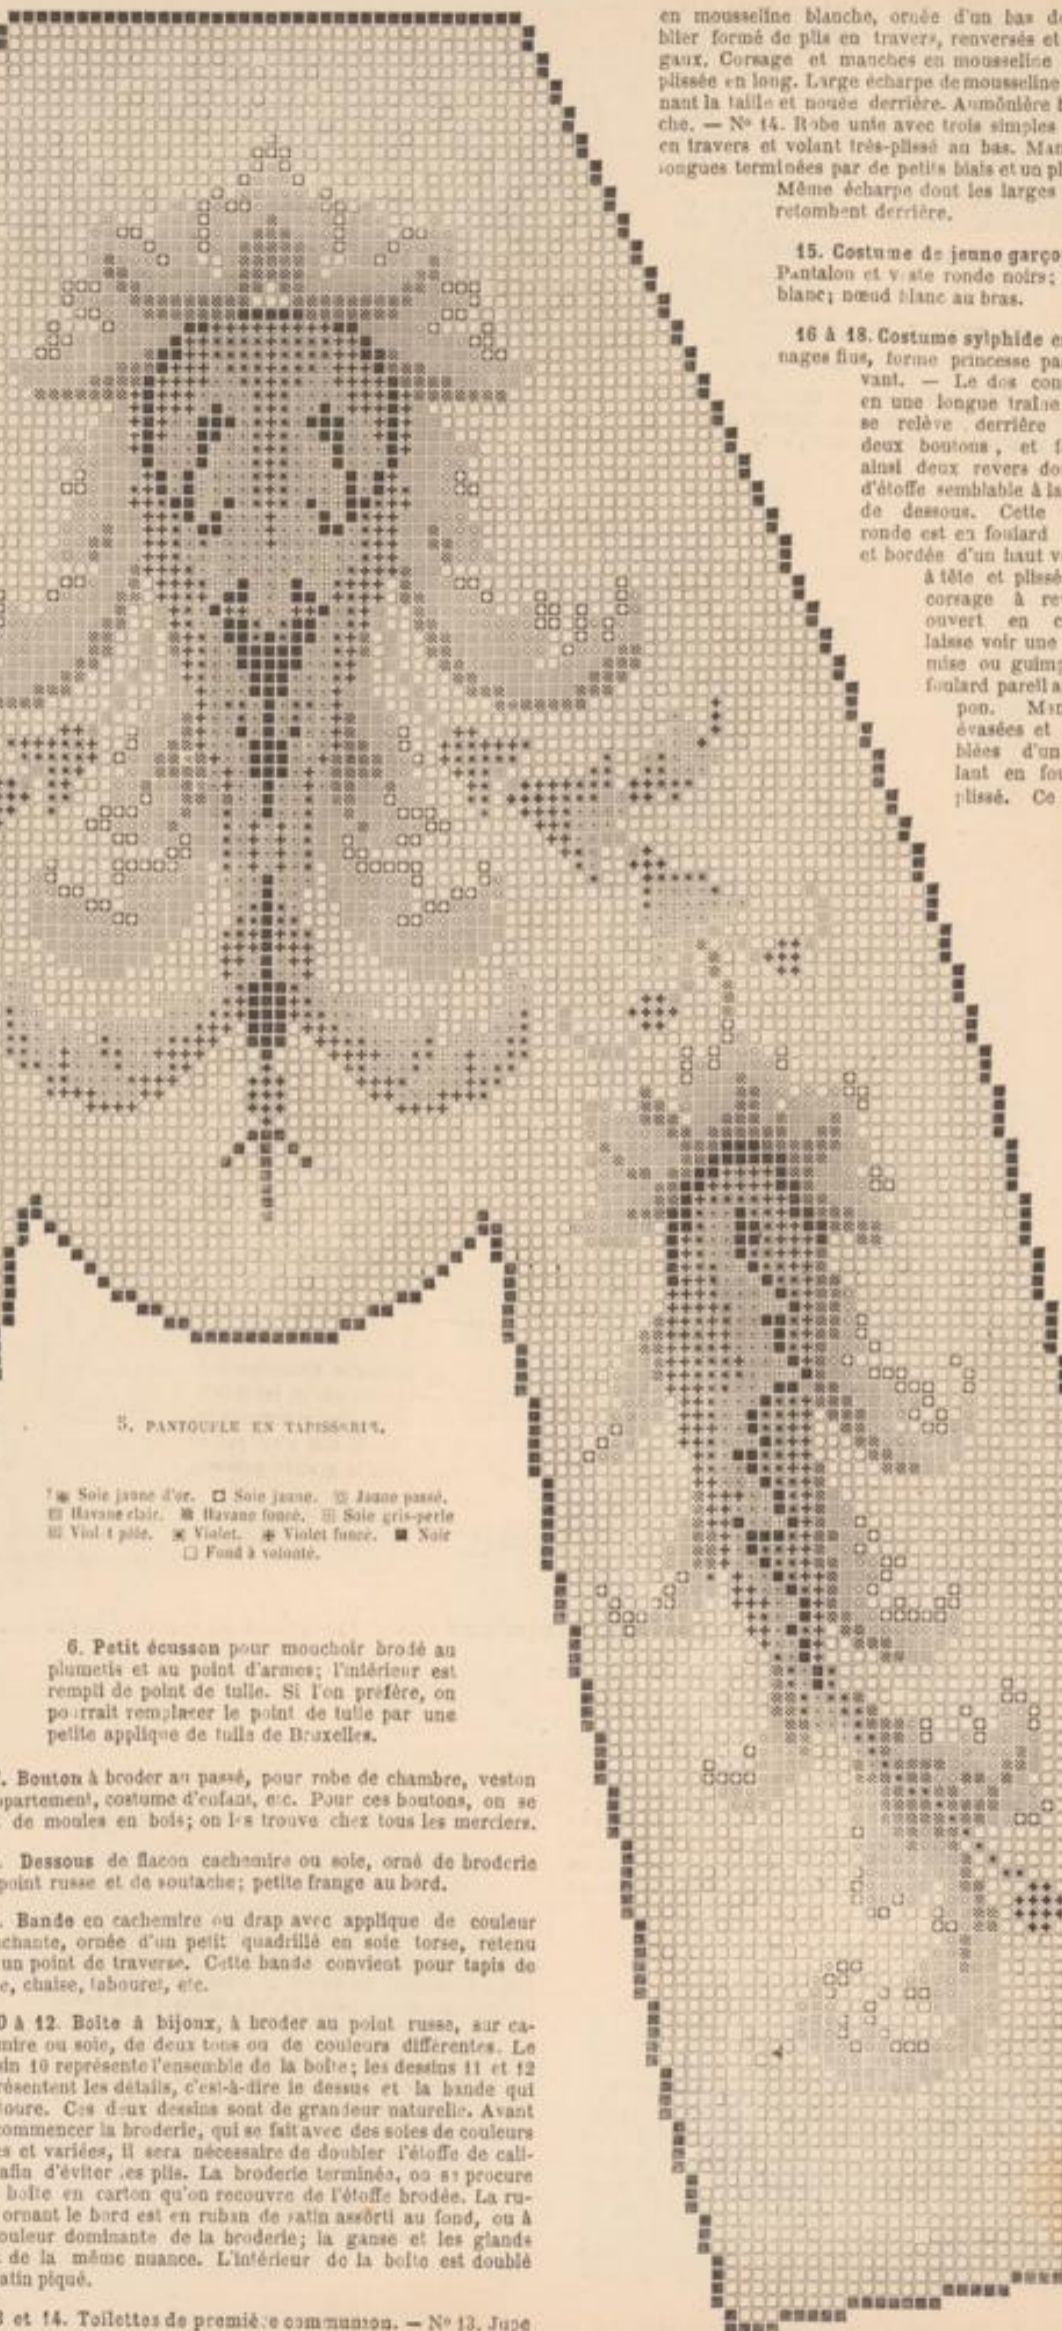 5. PANTOUFLE EN TAPISSERIE.
Soie jaune d'or. Soie jaune. Jaune passé.
Havane clair. Havane foncé. Soie gris-perle
Violet pâle. Violet. Violet foncé. Noir
Fond à volonté.
6. Petit écusson pour mouchoir brodé au
plumetis et au point d'armes; l'intérieur est
rempli de point de tulle. Si l'on préfère, on
pourrait remplacer le point de tulle par une
petite applique de tulle de Bruxelles.
. Bouton à broder au passé, pour robe de chambre, veston
ppartement, costume d'enfant, etc. Pour ces boutons, on se
de moules en bois; on les trouve chez tous les merciers.
. Dessous de flacon cachemire ou soie, orné de broderie
point russe et de soutache; petite frange au bord.
. Bande en cachemire ou drap avec applique de couleur
chante, ornée d'un petit quadrillé en soie torse, retenu
un point de traverse. Cette bande convient pour tapis de
e, chaise, tabouret, etc.
0 à 12. Boîte à bijoux, à broder au point russe, sur ca-
mire ou soie, de deux tons ou de couleurs différentes. Le
sin 10 représente l'ensemble de la boîte; les dessins 11 et 12
résentent les détails, c'est-à-dire le dessus et la bande qui
toure. Ces deux dessins sont de grandeur naturelle. Avant
commencer la broderie, qui se fait avec des soies de couleurs
es et variées, il sera nécessaire de doubler l'étoffe de cali-
afin d'éviter les plis. La broderie terminée, on se procure
boîte en carton qu'on recouvre de l'étoffe brodée. La ru-
ornant le bord est en ruban de satin assorti au fond, ou à
ouleur dominante de la broderie; la ganse et les glands
t de la même nuance. L'intérieur de la boîte est doublé
satin piqué.
3 et 14. Toilettes de première communion. — No 13. Jupe
en mousseline blanche, ornée d'un bas de
blier formé de plis en travers, renversés et
gaux. Corsage et manches en mousseline
plissée en long. Large écharpe de mousseline
nant la taille et nouée derrière. Aumônière b
che. — No 14. Robe unie avec trois simples
en travers et volant très-plissé au bas. Man
longues terminées par de petits biais et un pl
Même écharpe dont les larges
retombent derrière.
15. Costume de jeune garço
Pantalon et veste ronde noirs;
blanc; nœud blanc au bras.
16 à 18. Costume sylphide e
nages fins, forme princesse pa
vant. — Le dos con
en une longue traîne
se relève derrière
deux boutons, et f
ainsi deux revers do
d'étoffe semblable à la
de dessous. Cette
ronde est en foulard
et bordée d'un haut v
à tête et plissé
corsage à re
ouvert en c
laisse voir une
mise ou guimp
foulard pareil a
pon. Man
évasées et
blées d'un
lant en fou
plissé. Ce